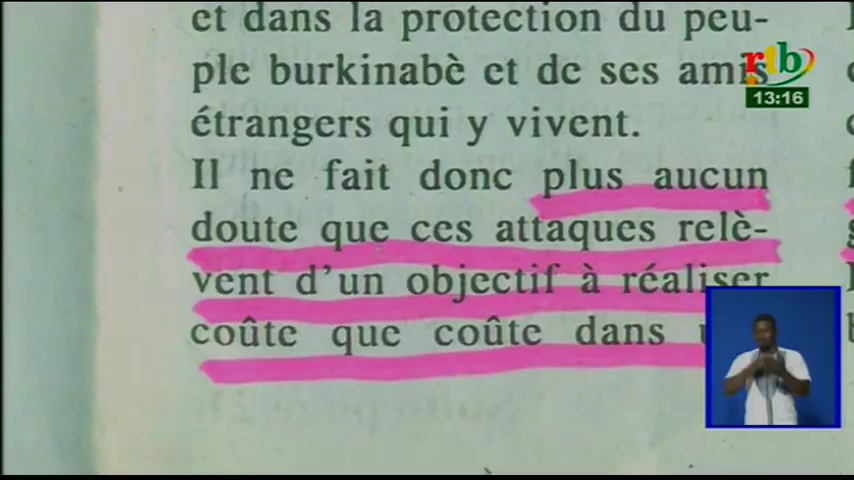 et dans la protection du peu-
ple burkinabè et de ses amis
étrangers qui y vivent.
Il ne fait donc plus aucun
doute que ces attaques relè-
vent d'un objectif à réaliser
coûte que coûte dans
rtb
13:16